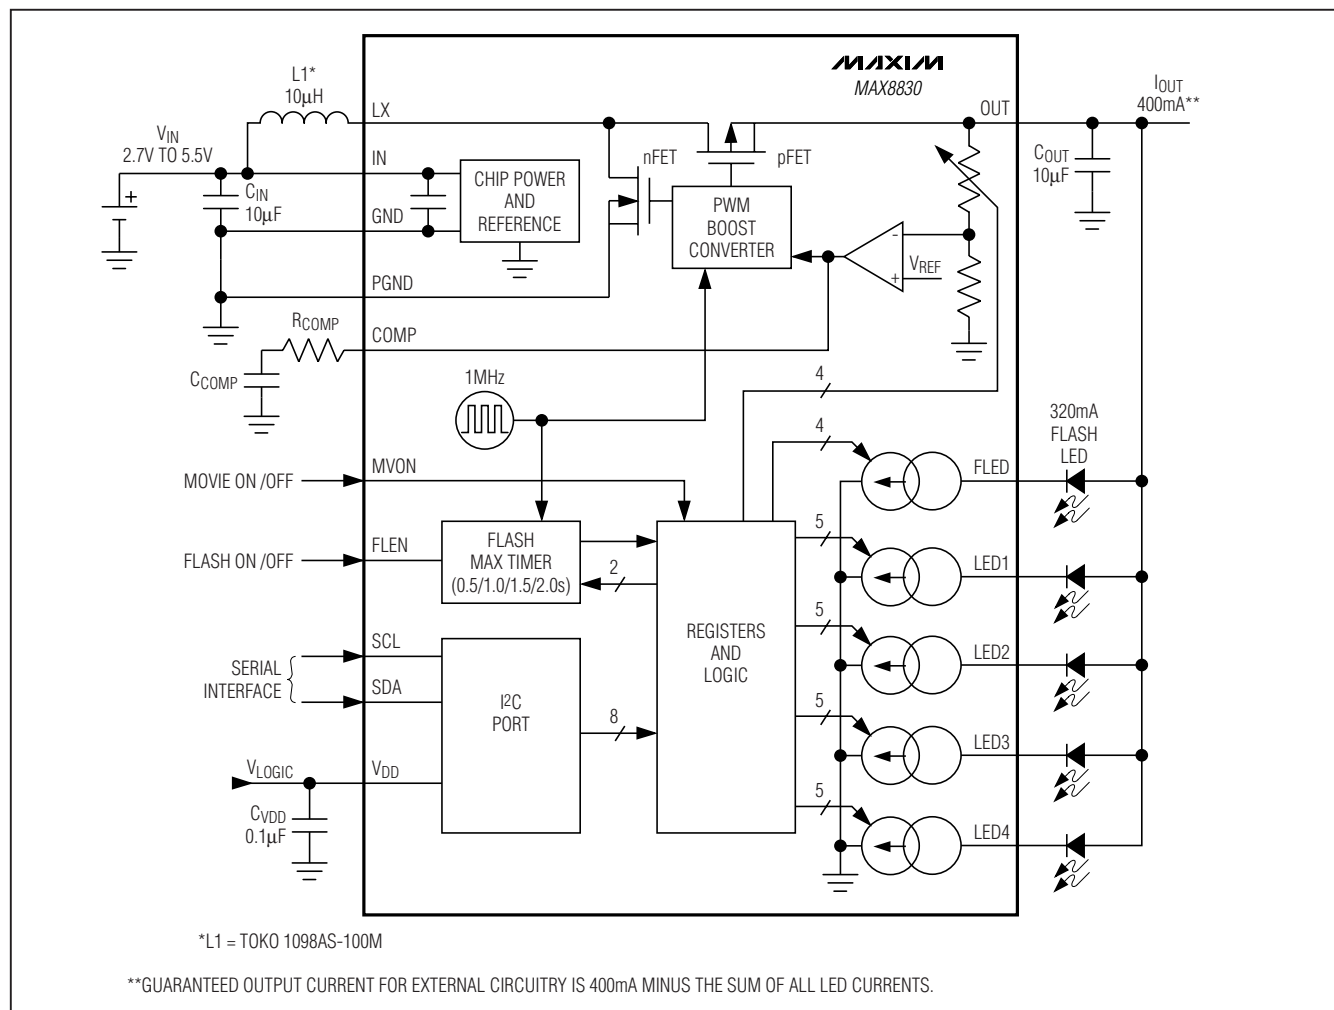 MAXIM
MAX8830
L1*
10µH
LX
OUT
IOUT
400mA**
VIN
2.7V TO 5.5V
IN
nFET
pFET
COUT
10µF
CIN
10µF
GND
CHIP POWER
AND
REFERENCE
PWM
BOOST
CONVERTER
-
+
VREF
+
PGND
RCOMP
COMP
CCOMP
1MHz
4
4
320mA
FLASH
LED
MOVIE ON /OFF
MVON
FLED
FLASH ON /OFF
FLEN
FLASH
MAX TIMER
(0.5/1.0/1.5/2.0s)
2
5
LED1
SERIAL
INTERFACE
SCL
SDA
I2C
PORT
8
REGISTERS
AND
LOGIC
5
LED2
5
LED3
VLOGIC
VDD
CVDD
0.1µF
5
LED4
*L1 = TOKO 1098AS-100M
**GUARANTEED OUTPUT CURRENT FOR EXTERNAL CIRCUITRY IS 400mA MINUS THE SUM OF ALL LED CURRENTS.